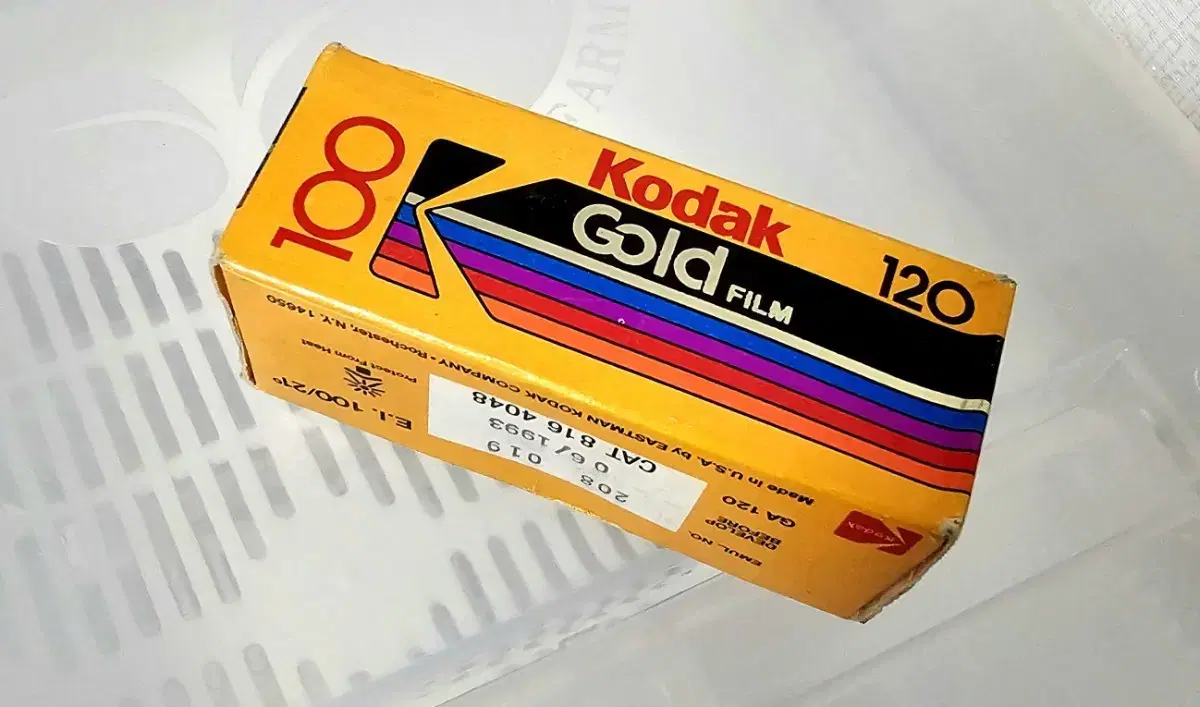 100
Kodak
Gold
FILM
120
Kodak
EMUL. NO.
DEVELOP
BEFORE
GA 120
208 019
06/1993
CAT 816 4048
E.I. 100/21°
Protect From Heat
Made in U.S.A. by EASTMAN KODAK COMPANY • Rochester, N.Y. 14650